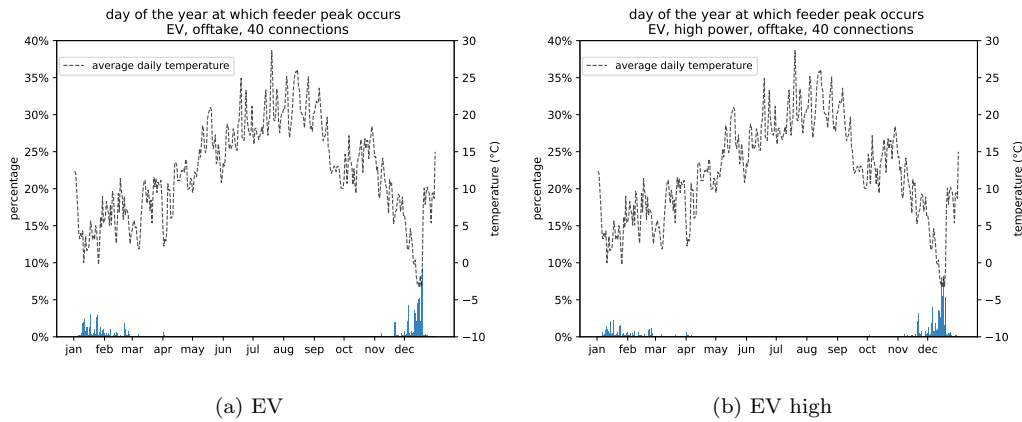 day of the year at which feeder peak occurs
EV, offtake, 40 connections
40%
35%
30%
25%
20%
15%
10%
5%
0%
percentage
average daily temperature
30
25
20
15
10
5
0
−5
−10
temperature (°C)
jan feb mar apr may jun jul aug sep oct nov dec
(a) EV
day of the year at which feeder peak occurs
EV, high power, offtake, 40 connections
40%
35%
30%
25%
20%
15%
10%
5%
0%
percentage
average daily temperature
30
25
20
15
10
5
0
−5
−10
temperature (°C)
jan feb mar apr may jun jul aug sep oct nov dec
(b) EV high